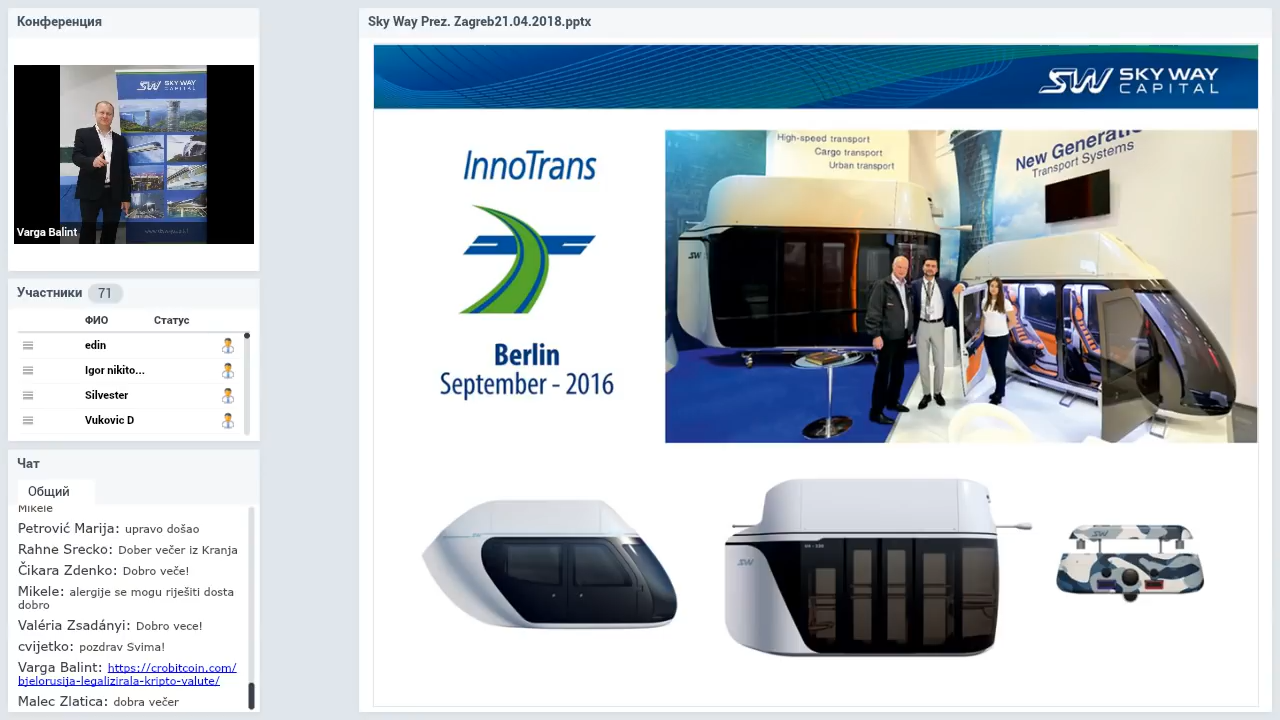 Конференция
SKY WAY
CAPITAL
Varga Balint
Участники 71
ФИО Статус
edin
Igor nikito...
Silvester
Vukovic D
Чат
Общий
Mikele
Petrović Marija: upravo došao
Rahne Srecko: Dober večer iz Kranja
Čikara Zdenko: Dobro veče!
Mikele: alergije se mogu riješiti dosta
dobro
Valéria Zsadányi: Dobro vece!
cvijetko: pozdrav Svima!
Varga Balint: https://crobitcoin.com/
bjelorusija-legalizirala-kripto-valute/
Malec Zlatica: dobra večer
Sky Way Prez. Zagreb21.04.2018.pptx
SW SKY WAY
CAPITAL
InnoTrans
Berlin
September - 2016
High-speed transport
Cargo transport
Urban transport
New Generation
Transport Systems
SW
SW